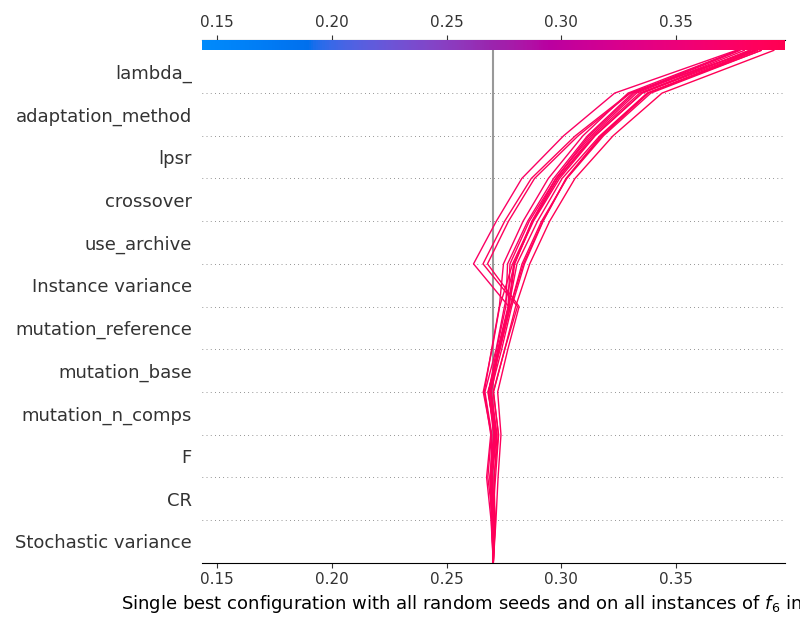 0.15 0.20 0.25 0.30 0.35
lambda_
adaptation_method
lpsr
crossover
use_archive
Instance variance
mutation_reference
mutation_base
mutation_n_comps
F
CR
Stochastic variance
0.15 0.20 0.25 0.30 0.35
Single best configuration with all random seeds and on all instances of f₆ in